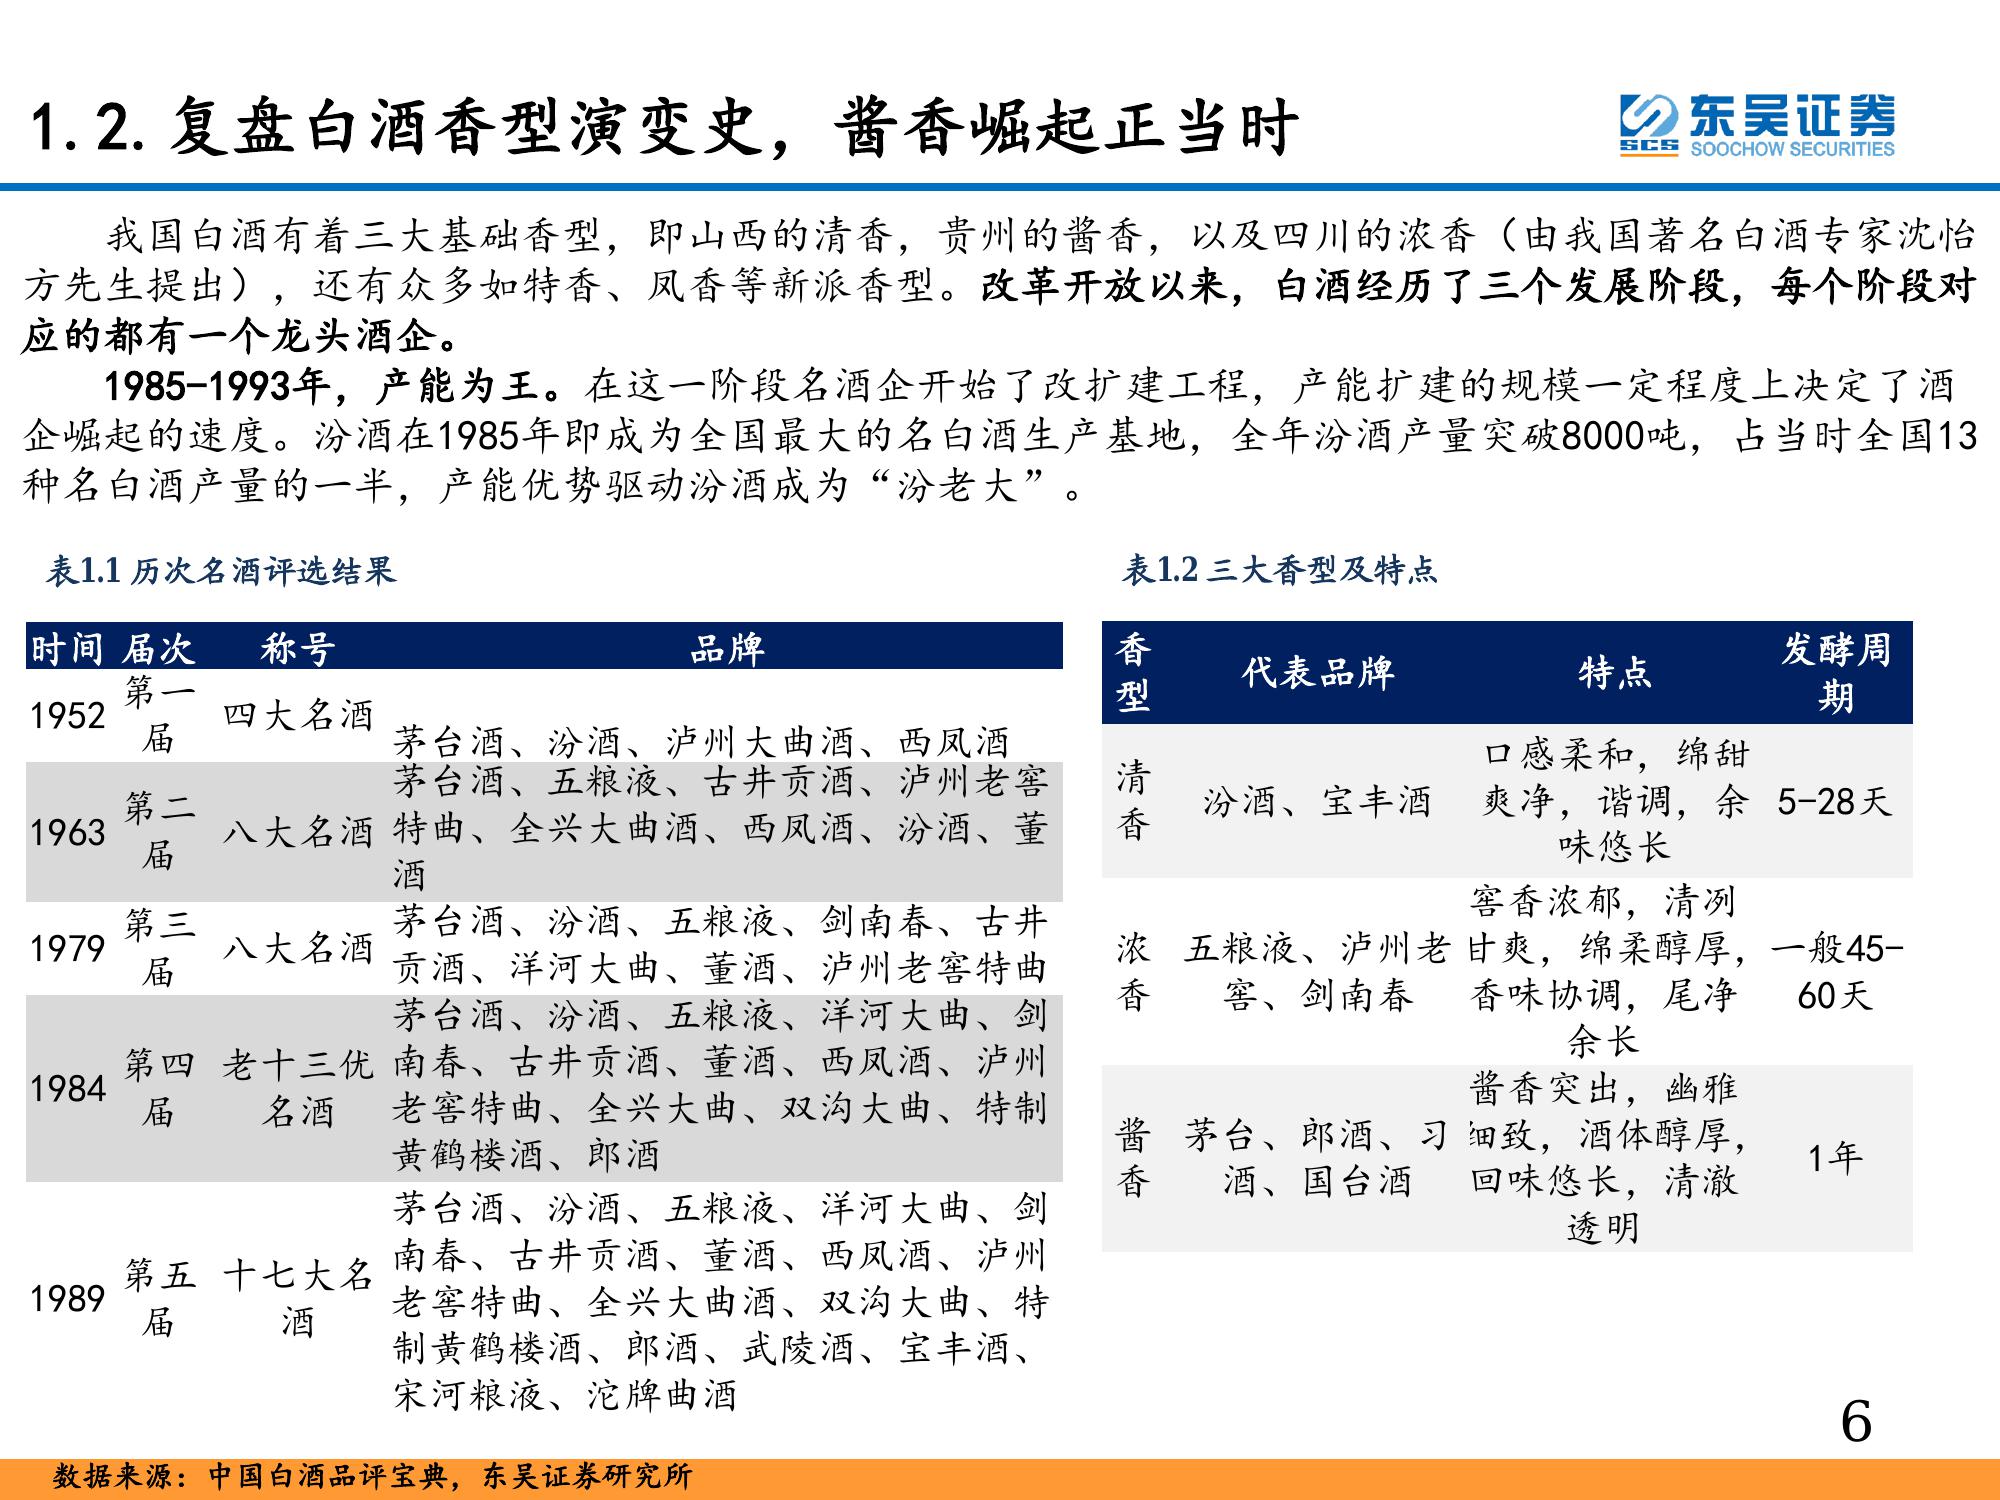 1.2.复盘白酒香型演变史，酱香崛起正当时
东吴证券
SCS
SOOCHOW SECURITIES
我国白酒有着三大基础香型，即山西的清香，贵州的酱香，以及四川的浓香（由我国著名白酒专家沈怡
方先生提出），还有众多如特香、凤香等新派香型。改革开放以来，白酒经历了三个发展阶段，每个阶段对
应的都有一个龙头酒企。
1985-1993年，产能为王。在这一阶段名酒企开始了改扩建工程，产能扩建的规模一定程度上决定了酒
企崛起的速度。汾酒在1985年即成为全国最大的名白酒生产基地，全年汾酒产量突破8000吨，占当时全国13
种名白酒产量的一半，产能优势驱动汾酒成为“汾老大”。
表1.1 历次名酒评选结果
时间 届次 称号 品牌
1952 第一
届 四大名酒 茅台酒、汾酒、泸州大曲酒、西凤酒
1963 第二
届 八大名酒 茅台酒、五粮液、古井贡酒、泸州老窖
特曲、全兴大曲酒、西凤酒、汾酒、董
酒
1979 第三
届 八大名酒 茅台酒、汾酒、五粮液、剑南春、古井
贡酒、洋河大曲、董酒、泸州老窖特曲
1984 第四
届 老十三优
名酒 茅台酒、汾酒、五粮液、洋河大曲、剑
南春、古井贡酒、董酒、西凤酒、泸州
老窖特曲、全兴大曲、双沟大曲、特制
黄鹤楼酒、郎酒
1989 第五
届 十七大名
酒 茅台酒、汾酒、五粮液、洋河大曲、剑
南春、古井贡酒、董酒、西凤酒、泸州
老窖特曲、全兴大曲酒、双沟大曲、特
制黄鹤楼酒、郎酒、武陵酒、宝丰酒、
宋河粮液、沱牌曲酒
表1.2 三大香型及特点
香
型 代表品牌 特点 发酵周
期
清
香 汾酒、宝丰酒 口感柔和，绵甜
爽净，谐调，余
味悠长 5-28天
浓
香 五粮液、泸州老
窖、剑南春 窖香浓郁，清冽
甘爽，绵柔醇厚，
香味协调，尾净
余长 一般45-
60天
酱
香 茅台、郎酒、习
酒、国台酒 酱香突出，幽雅
细致，酒体醇厚，
回味悠长，清澈
透明 1年
6
数据来源：中国白酒品评宝典，东吴证券研究所